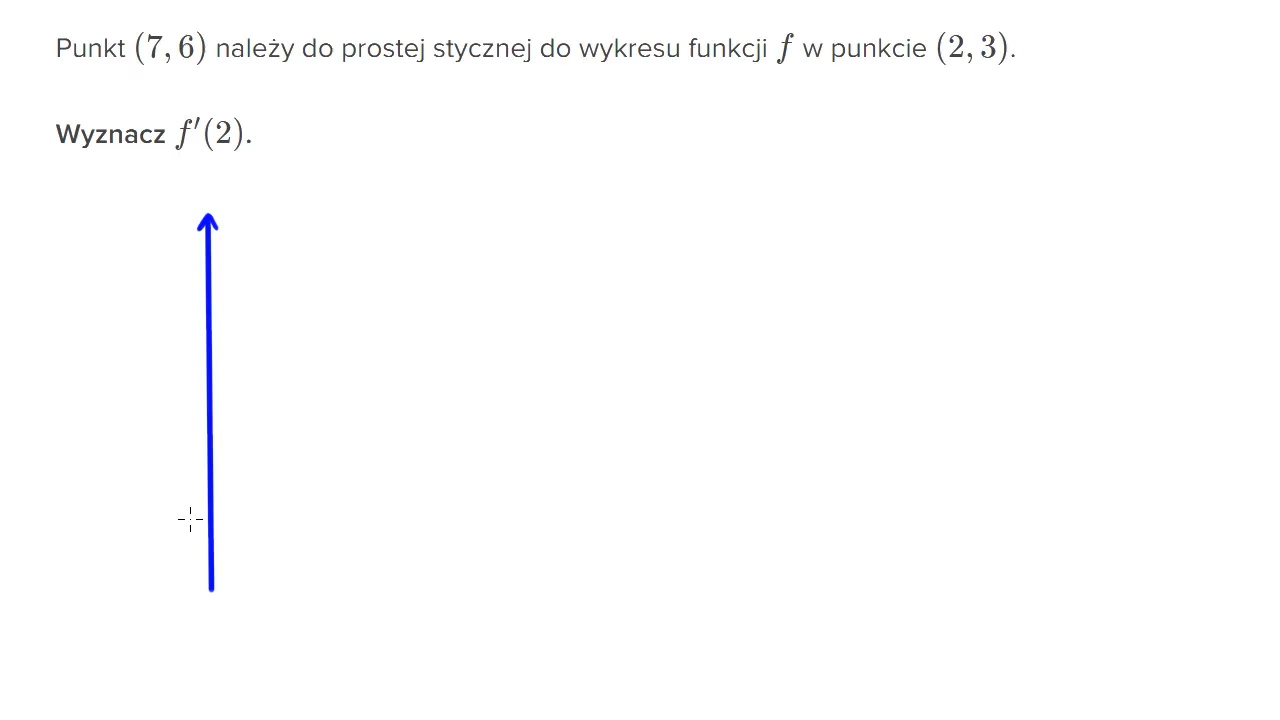 Punkt (7, 6) należy do prostej stycznej do wykresu funkcji f w punkcie (2, 3).
Wyznacz f′(2).